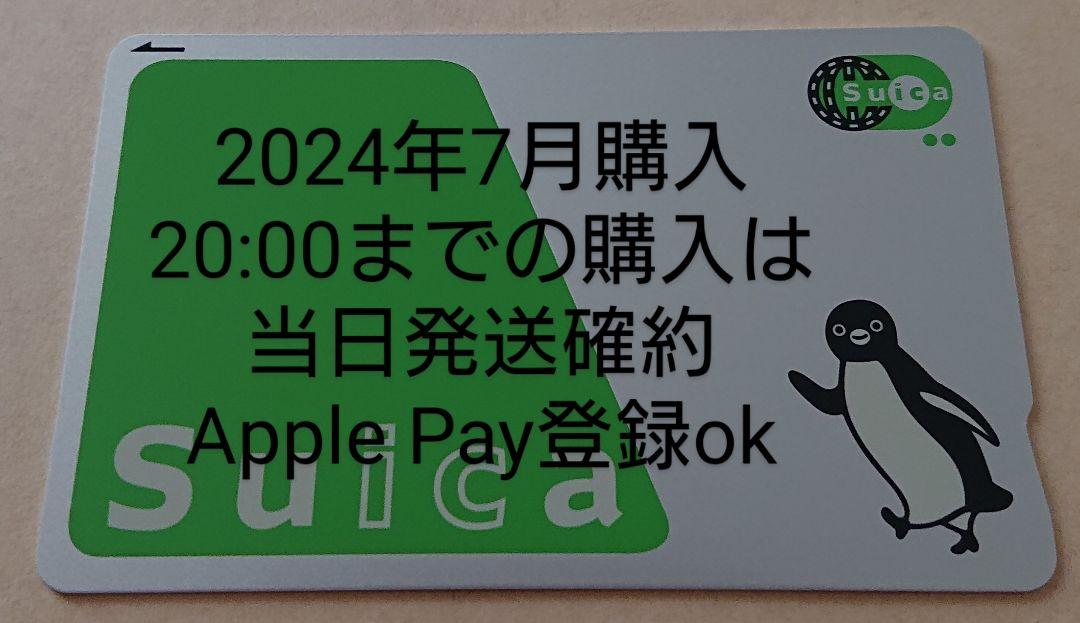 Suica
2024年7月購入
20:00までの購入は
当日発送確約
Apple Pay登録ok
Suica